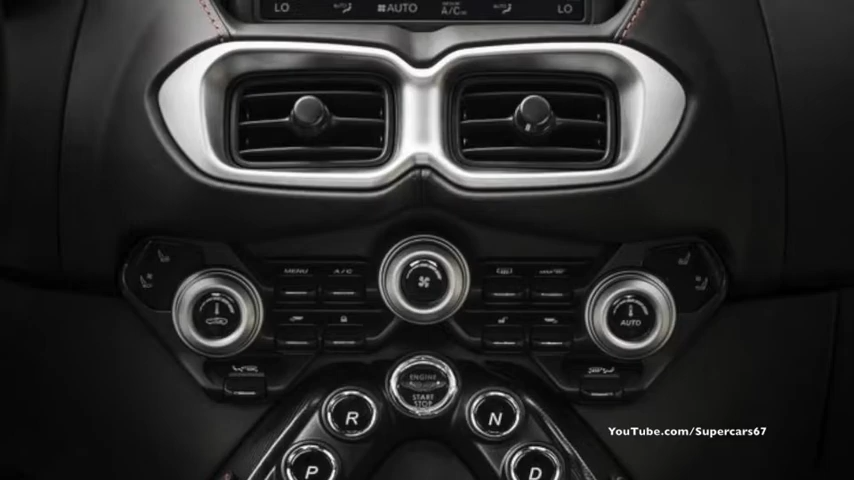 LO AUTO A/C LO
MENU A/C
AUTO
ENGINE
START
STOP
R N
P D
YouTube.com/Supercars67